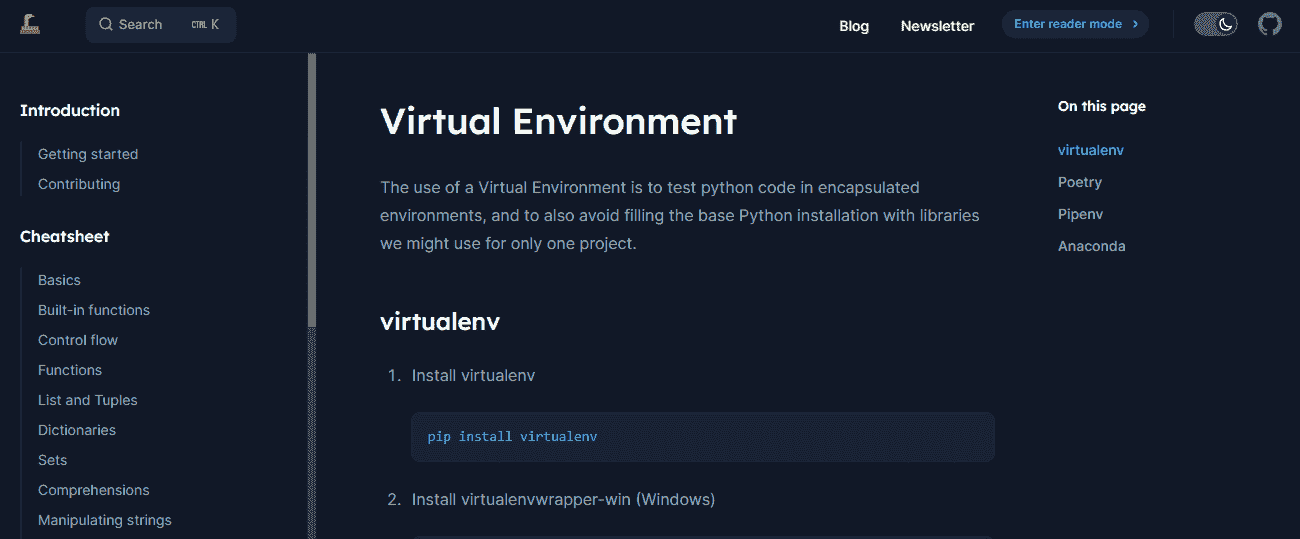 Search CTRL K
Blog
Newsletter
Enter reader mode
Introduction
Getting started
Contributing
Cheatsheet
Basics
Built-in functions
Control flow
Functions
List and Tuples
Dictionaries
Sets
Comprehensions
Manipulating strings
Virtual Environment
The use of a Virtual Environment is to test python code in encapsulated
environments, and to also avoid filling the base Python installation with libraries
we might use for only one project.
virtualenv
1. Install virtualenv
pip install virtualenv
2. Install virtualenvwrapper-win (Windows)
On this page
virtualenv
Poetry
Pipenv
Anaconda